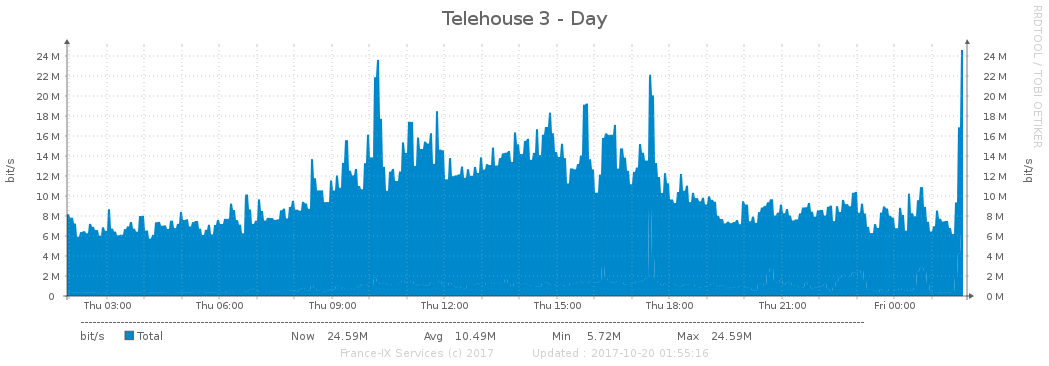 Telehouse 3 - Day
RRDTOOL / TOBI OETIKER
bit/s
24 M 24 M
22 M 22 M
20 M 20 M
18 M 18 M
16 M 16 M
14 M 14 M
12 M 12 M
10 M 10 M
8 M 8 M
6 M 6 M
4 M 4 M
2 M 2 M
0 0 M
bit/s
Thu 03:00 Thu 06:00 Thu 09:00 Thu 12:00 Thu 15:00 Thu 18:00 Thu 21:00 Fri 00:00
bit/s Total Now 24.59M Avg 10.49M Min 5.72M Max 24.59M
France-IX Services (c) 2017 Updated : 2017-10-20 01:55:16